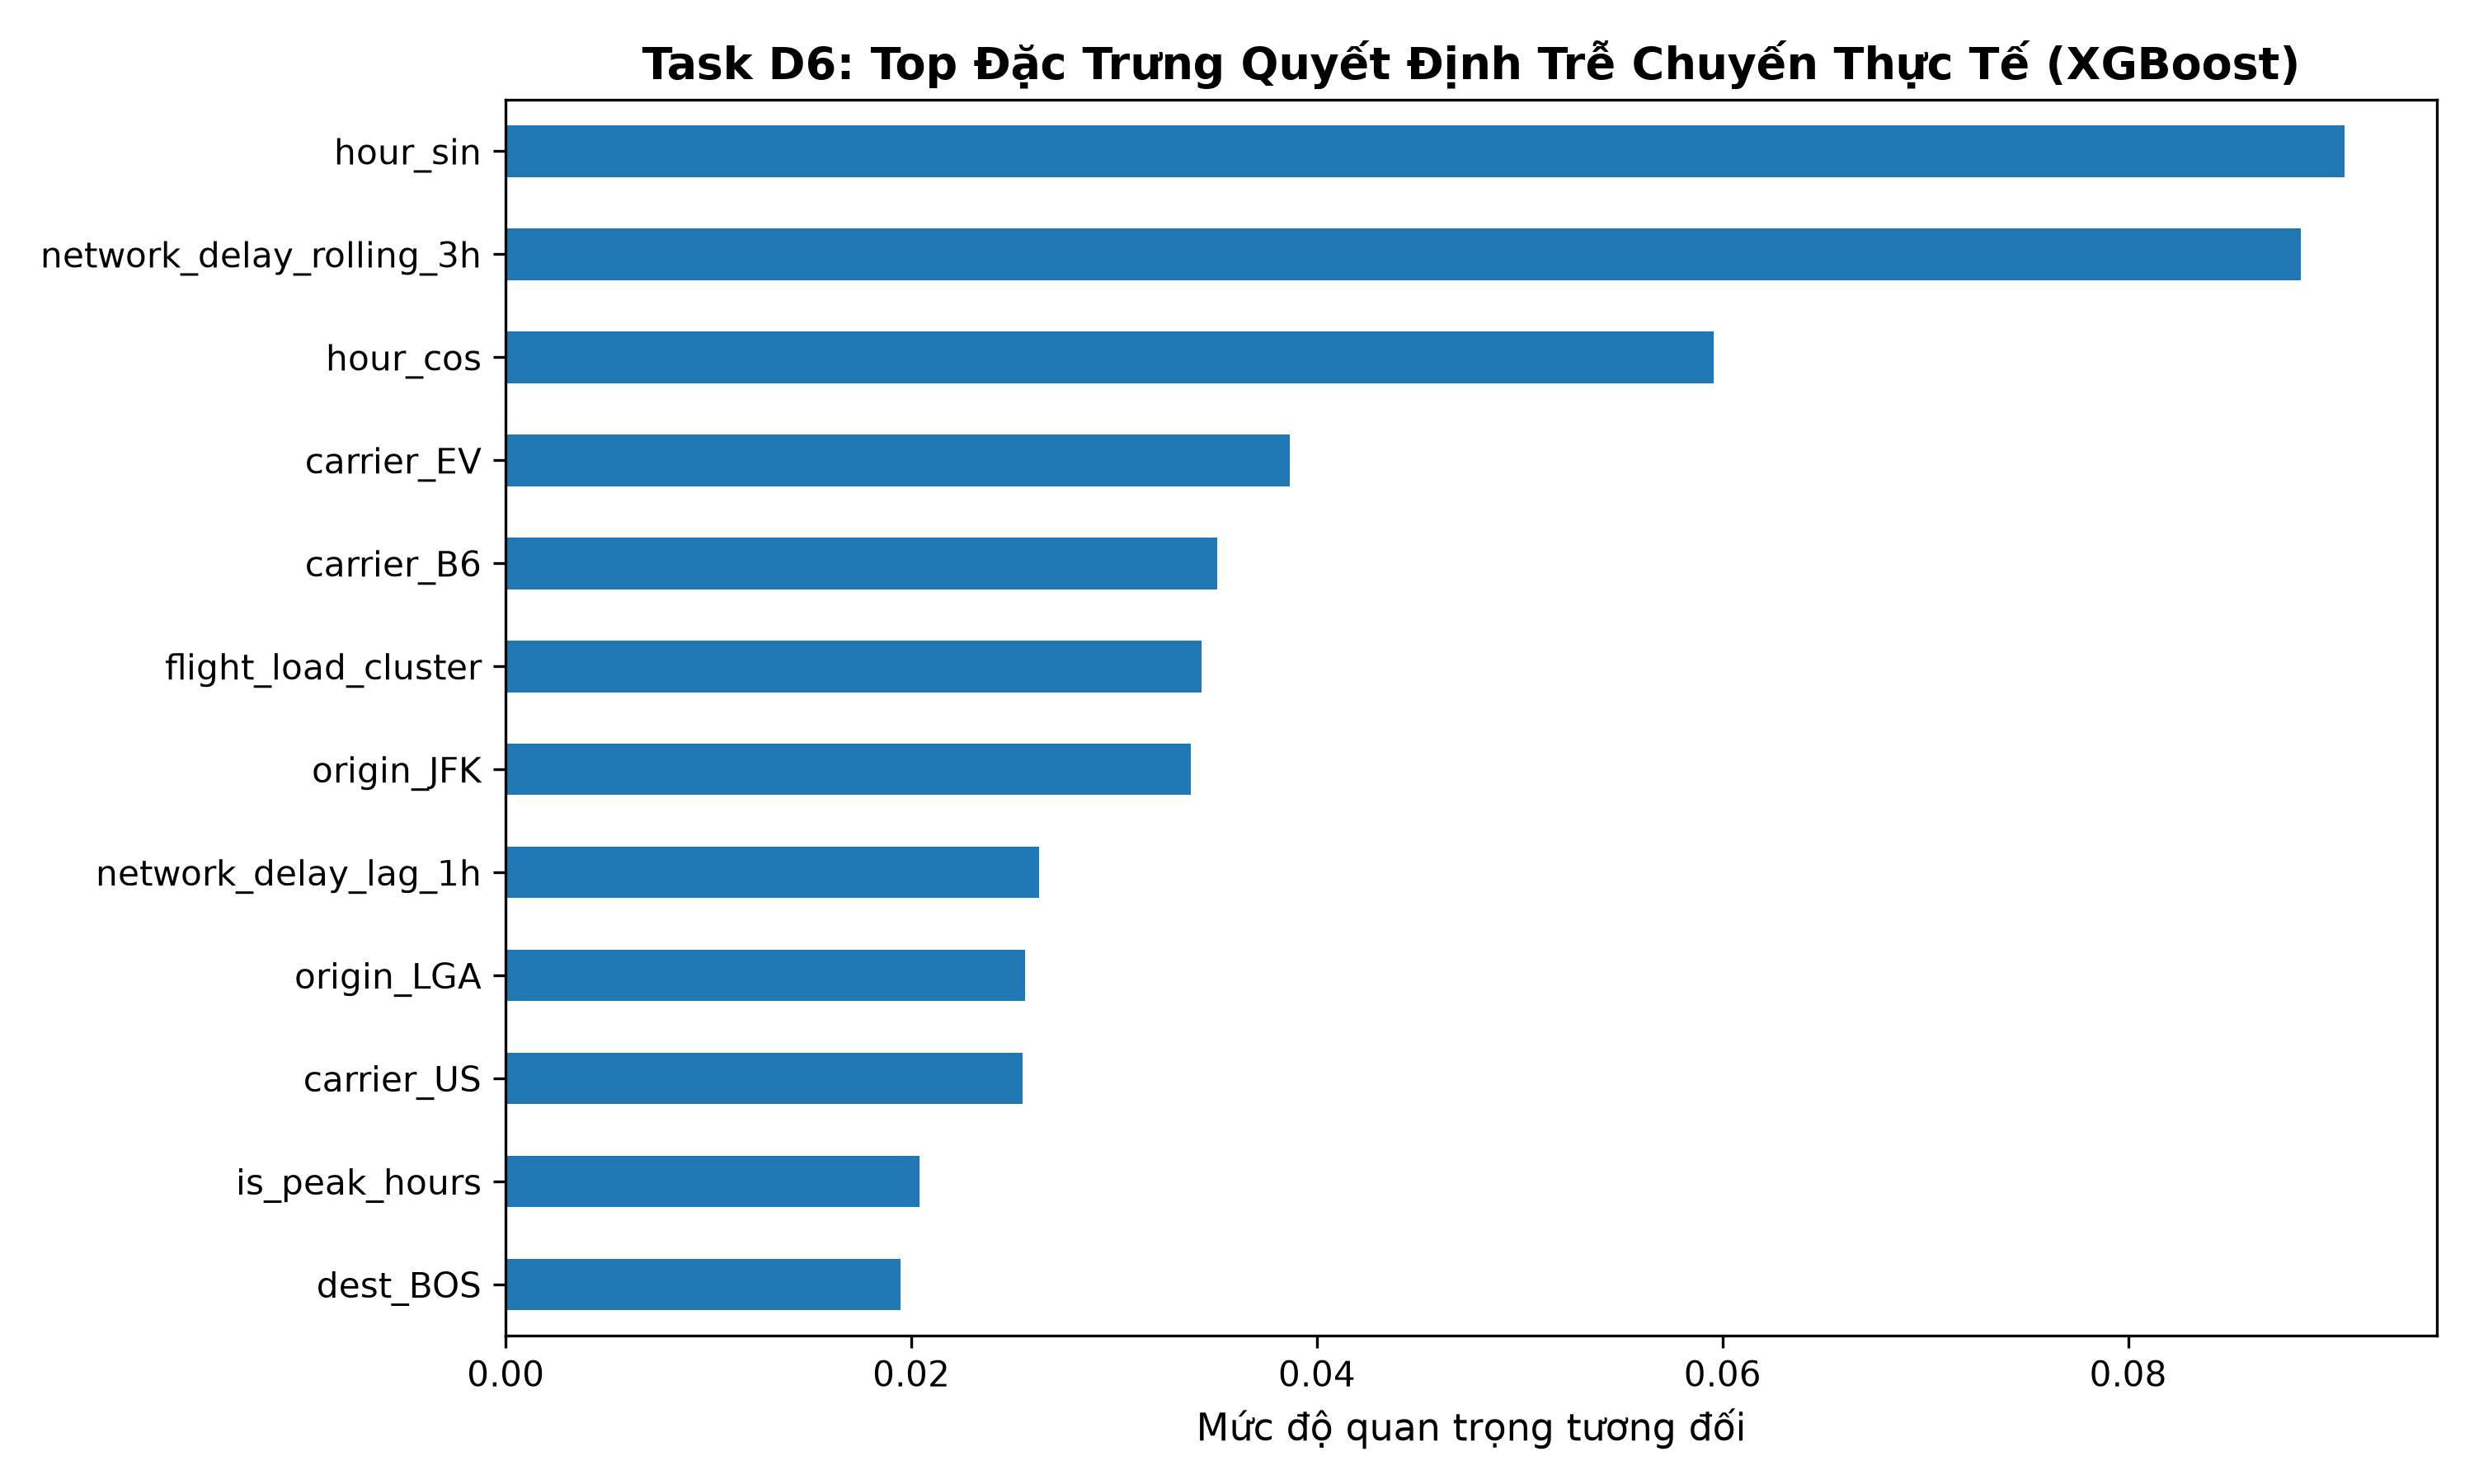 Task D6: Top Đặc Trưng Quyết Định Trễ Chuyến Thực Tế (XGBoost)
hour_sin
network_delay_rolling_3h
hour_cos
carrier_EV
carrier_B6
flight_load_cluster
origin_JFK
network_delay_lag_1h
origin_LGA
carrier_US
is_peak_hours
dest_BOS
0.00 0.02 0.04 0.06 0.08
Mức độ quan trọng tương đối